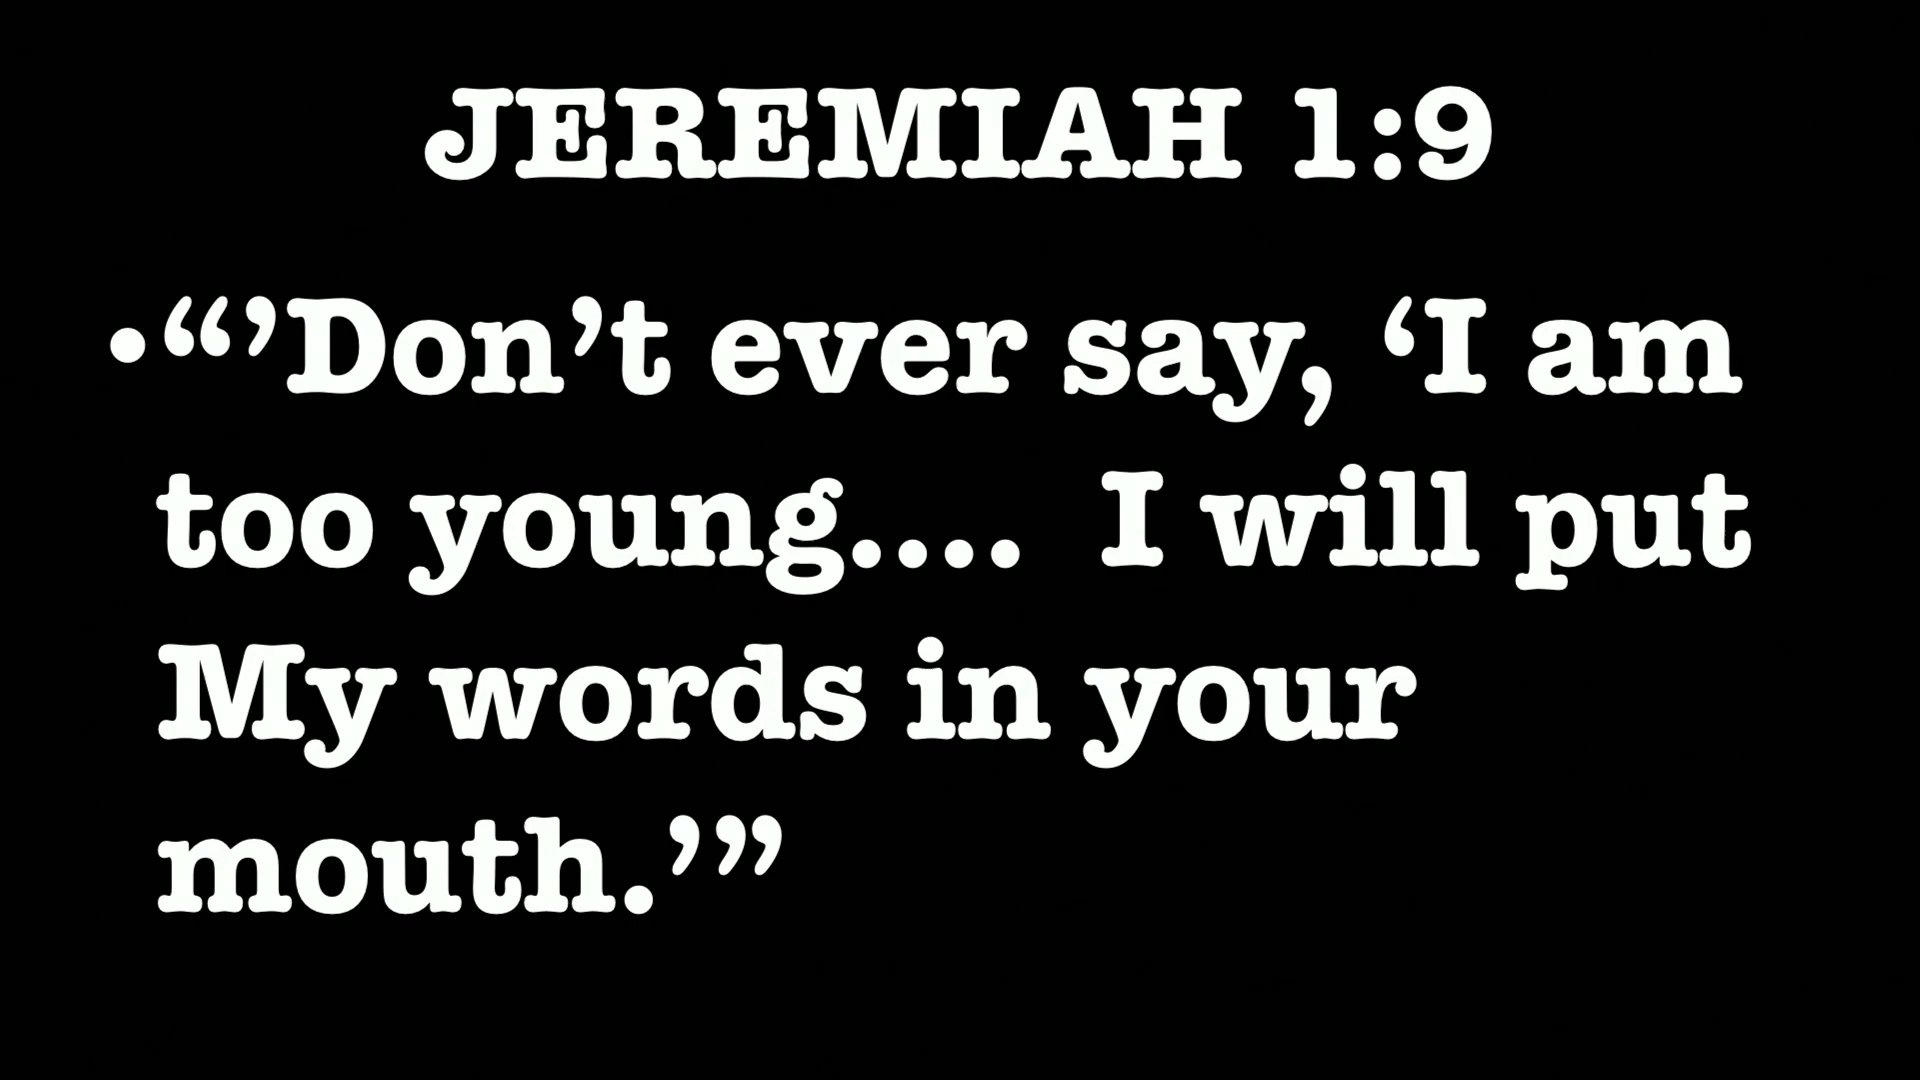 JEREMIAH 1:9
•“’Don’t ever say, ‘I am
too young....  I will put
My words in your
mouth.’”